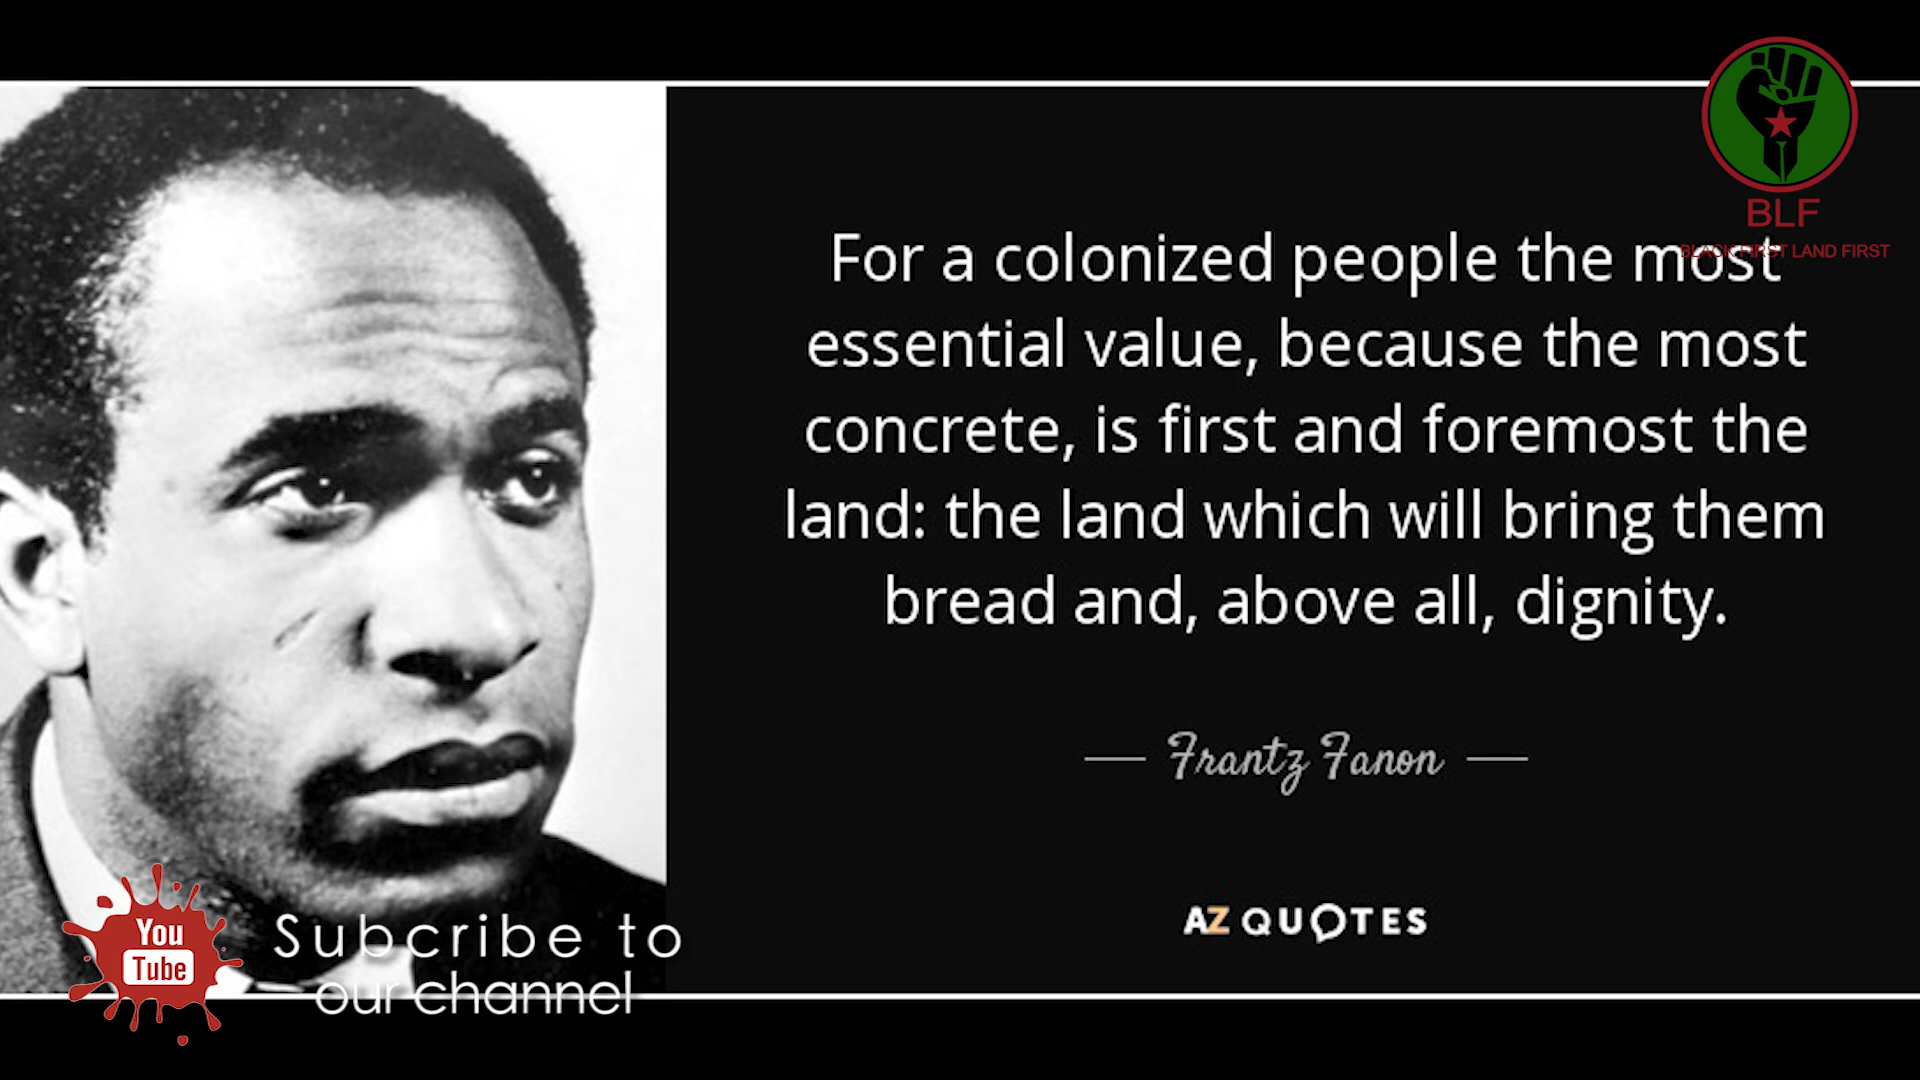 BLF
BLACK FIRST LAND FIRST
For a colonized people the most
essential value, because the most
concrete, is first and foremost the
land: the land which will bring them
bread and, above all, dignity.
Frantz Fanon
AZ QUOTES
You
Tube
Subcribe to
our channel